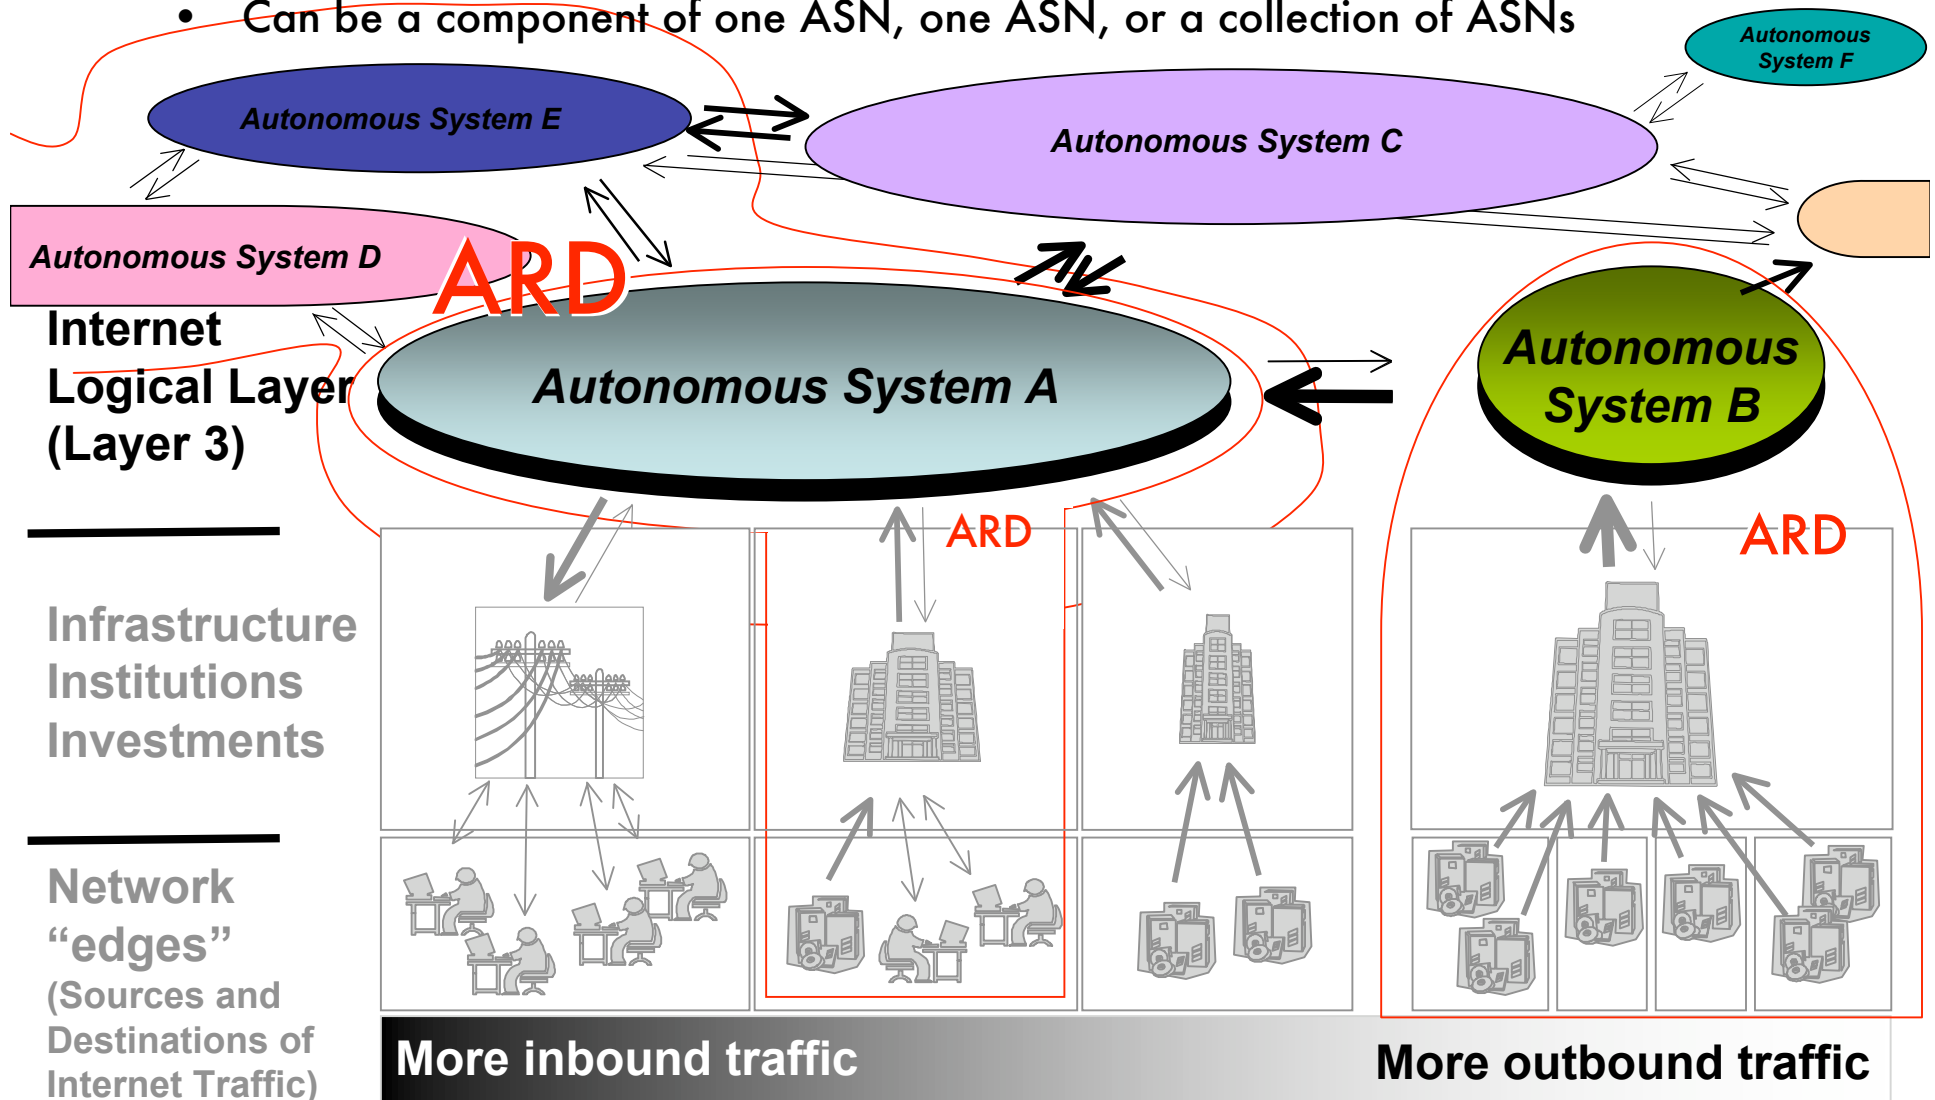 • Can be a component of one ASN, one ASN, or a collection of ASNs
Autonomous
System F
Autonomous System E
Autonomous System C
Autonomous System D
ARD
Internet
Logical Layer
(Layer 3)
Autonomous System A
Autonomous
System B
ARD
ARD
Infrastructure
Institutions
Investments
Network
“edges”
(Sources and
Destinations of
Internet Traffic)
More inbound traffic
More outbound traffic